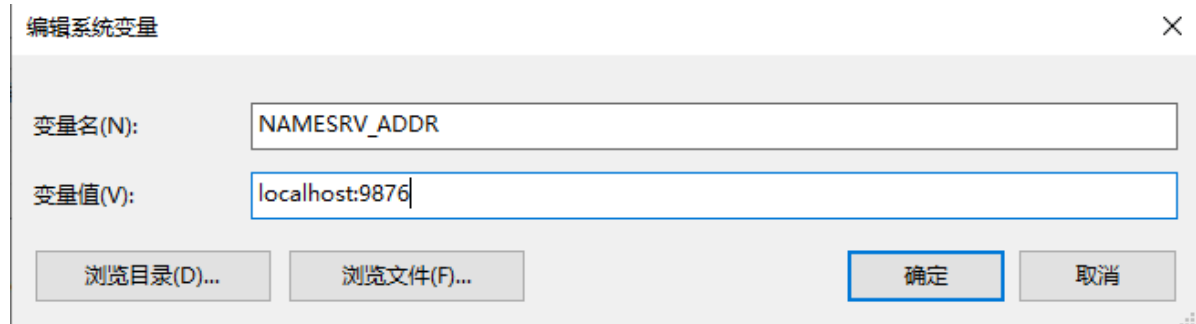 编辑系统变量
变量名(N): NAMESRV_ADDR
变量值(V): localhost:9876
浏览目录(D)... 浏览文件(F)... 确定 取消